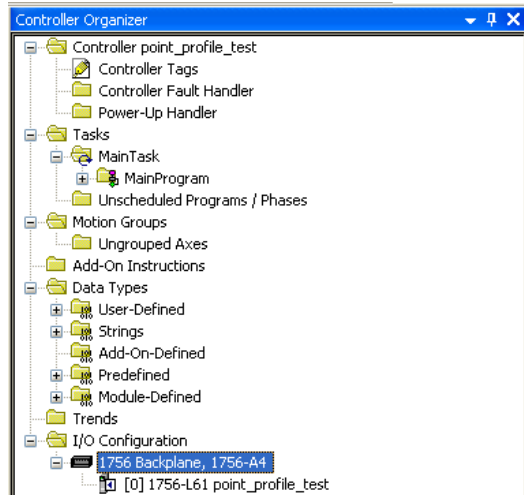 Controller Organizer
Controller point_profile_test
Controller Tags
Controller Fault Handler
Power-Up Handler
Tasks
MainTask
MainProgram
Unscheduled Programs / Phases
Motion Groups
Ungrouped Axes
Add-On Instructions
Data Types
User-Defined
Strings
Add-On-Defined
Predefined
Module-Defined
Trends
I/O Configuration
1756 Backplane, 1756-A4
[0] 1756-L61 point_profile_test